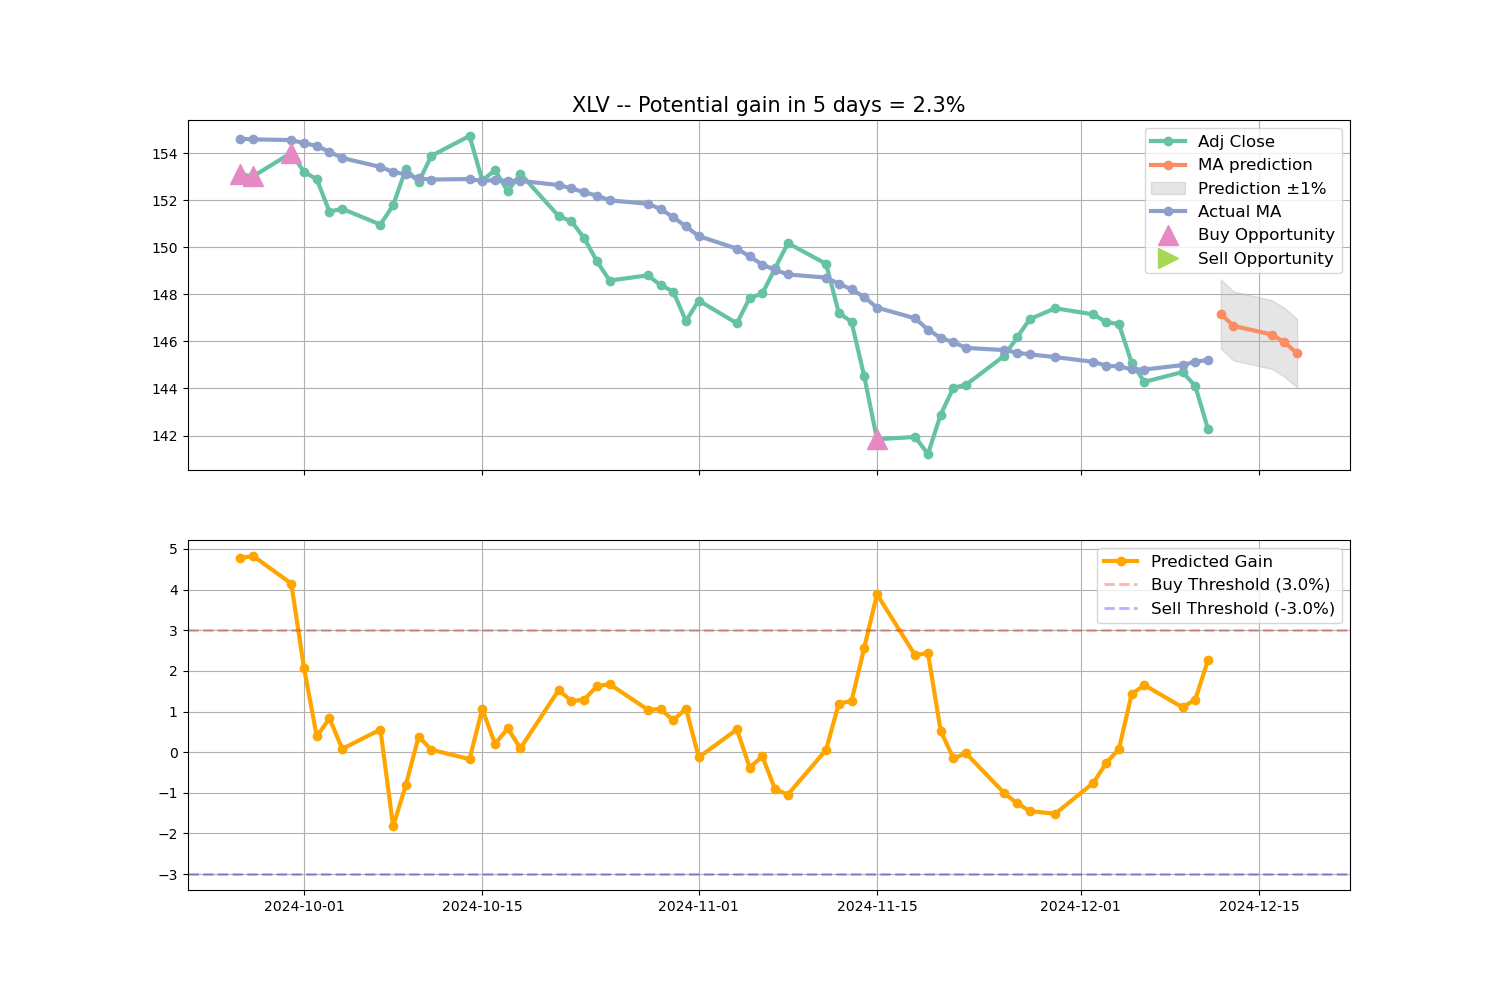 XLV -- Potential gain in 5 days = 2.3%
154
152
150
148
146
144
142
Adj Close
MA prediction
Prediction ±1%
Actual MA
Buy Opportunity
Sell Opportunity
5
4
3
2
1
0
−1
−2
−3
Predicted Gain
Buy Threshold (3.0%)
Sell Threshold (-3.0%)
2024-10-01
2024-10-15
2024-11-01
2024-11-15
2024-12-01
2024-12-15